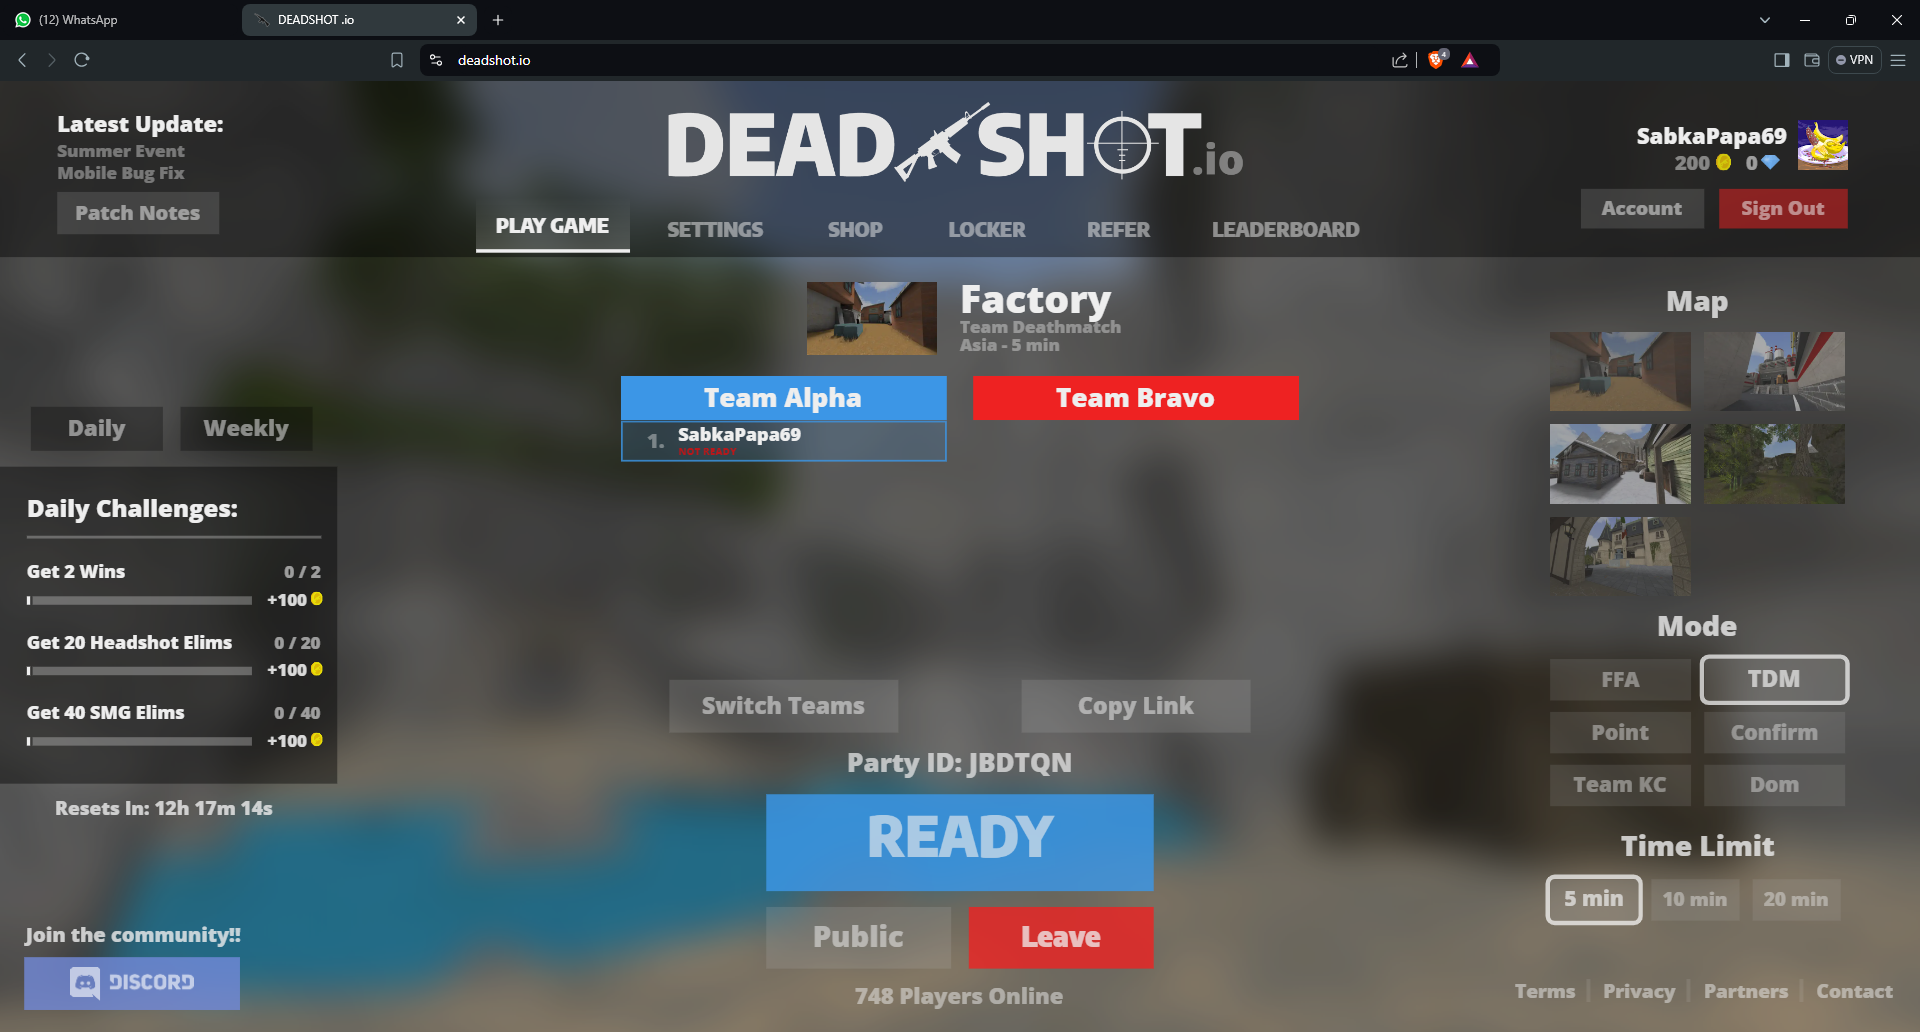 (12) WhatsApp
DEADSHOT .io
deadshot.io
4
VPN
Latest Update:
Summer Event
Mobile Bug Fix
Patch Notes
DEADSHOT.io
SabkaPapa69
200
0
Account
Sign Out
PLAY GAME
SETTINGS
SHOP
LOCKER
REFER
LEADERBOARD
Factory
Team Deathmatch
Asia - 5 min
Team Alpha
Team Bravo
1. SabkaPapa69
NOT READY
Daily
Weekly
Daily Challenges:
Get 2 Wins 0 / 2
+100
Get 20 Headshot Elims 0 / 20
+100
Get 40 SMG Elims 0 / 40
+100
Resets In: 12h 17m 14s
Join the community!!
DISCORD
Switch Teams
Copy Link
Party ID: JBDTQN
READY
Public
Leave
748 Players Online
Map
Mode
FFA
TDM
Point
Confirm
Team KC
Dom
Time Limit
5 min
10 min
20 min
Terms
Privacy
Partners
Contact